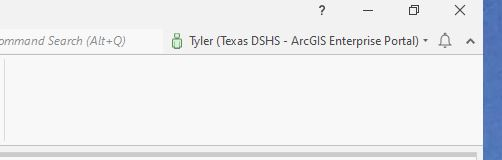 ?
ommand Search (Alt+Q) Tyler (Texas DSHS - ArcGIS Enterprise Portal)